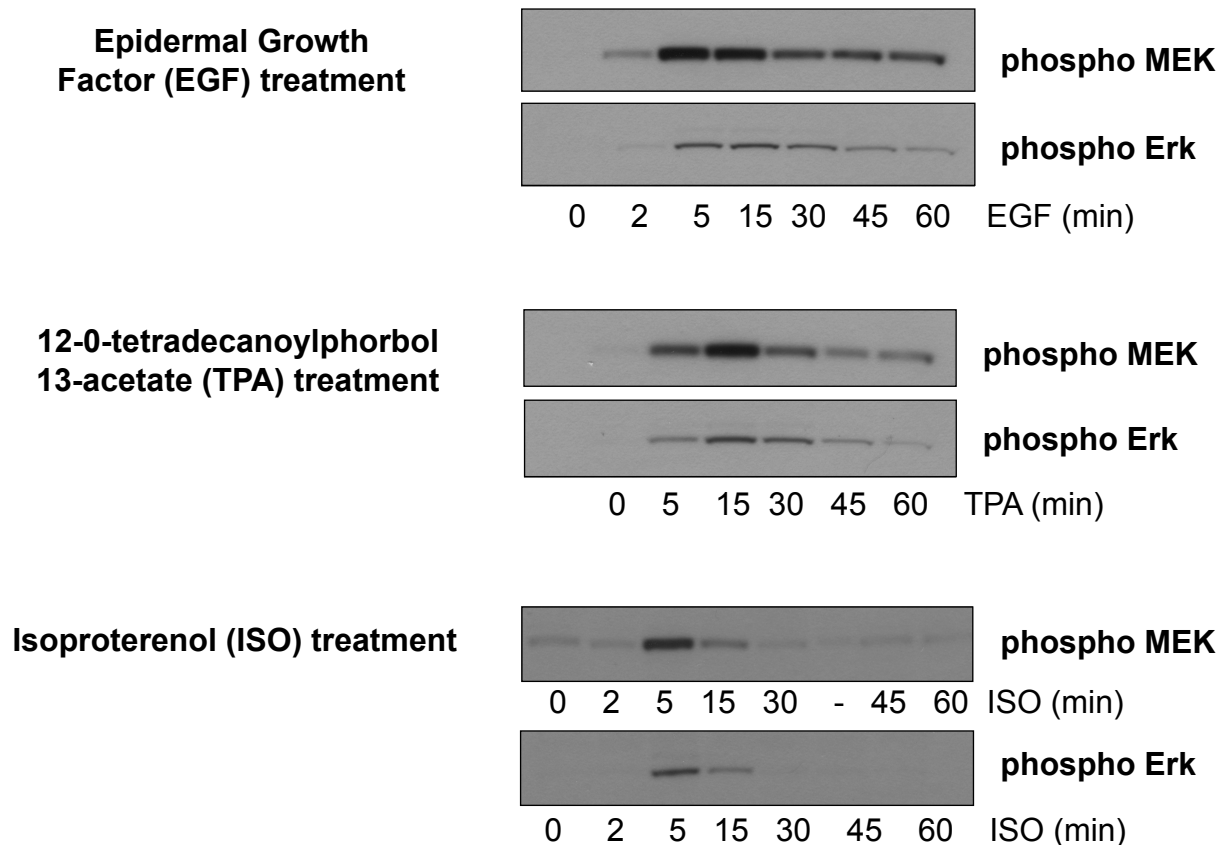 Epidermal Growth
Factor (EGF) treatment
phospho MEK
phospho Erk
0 2 5 15 30 45 60 EGF (min)
12-0-tetradecanoylphorbol
13-acetate (TPA) treatment
phospho MEK
phospho Erk
0 5 15 30 45 60 TPA (min)
Isoproterenol (ISO) treatment
phospho MEK
0 2 5 15 30 - 45 60 ISO (min)
phospho Erk
0 2 5 15 30 45 60 ISO (min)